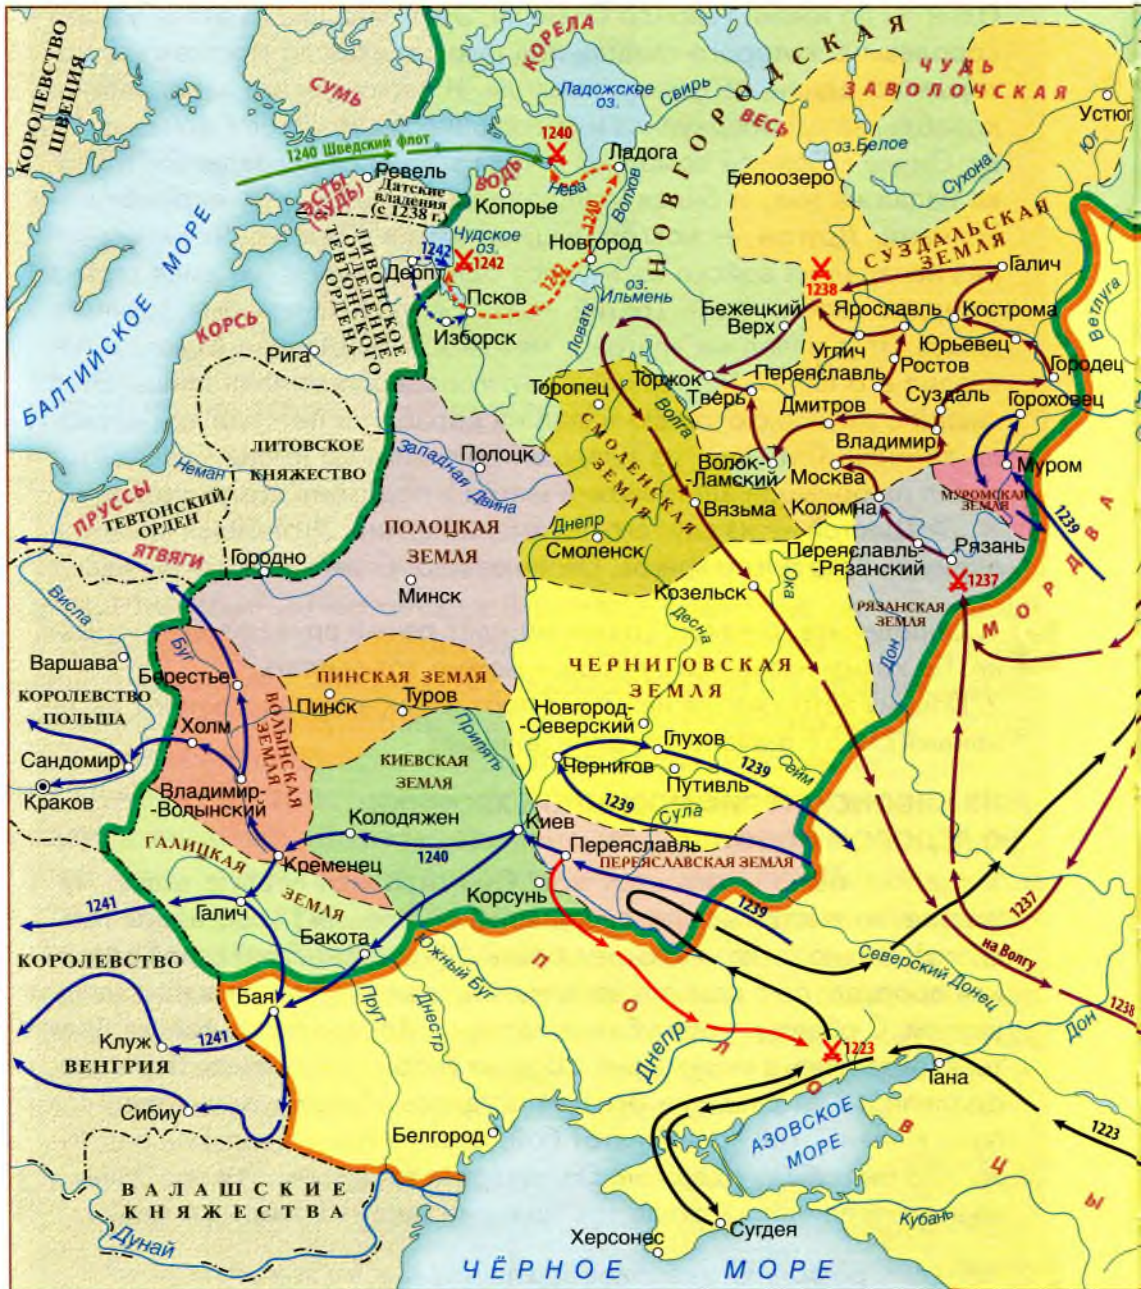 КОРОЛЕВСТВО
ШВЕЦИЯ
СУМЬ
КОРЕЛА
Ладожское
оз.
Свирь
НОВГОРОДСКАЯ
ЧУДЬ
ЗАВОЛОЧСКАЯ
Устюг
Юг
ВЕСЬ
оз.Белое
Белоозеро
Сухона
1240 Шведский флот
1240
Ладога
Нева
ВОДЬ
Копорье
Волхов
1240
Ревель
Датские
владения
(с 1238 г.)
ЭСТЫ
(ЧУДЬ)
Чудское
оз.
1242
1242
Дерпт
Новгород
1242
Псков
Изборск
оз.
Ильмень
Ловать
ЛИВОНСКОЕ
ОТДЕЛЕНИЕ
ТЕВТОНСКОГО
ОРДЕНА
БАЛТИЙСКОЕ МОРЕ
КОРСЬ
Рига
СУЗДАЛЬСКАЯ
ЗЕМЛЯ
1238
Галич
Бежецкий
Верх
Ярославль
Кострома
Ветлуга
Углич
Юрьевец
Переяславль
Ростов
Городец
Торжок
Тверь
Волга
Дмитров
Суздаль
Гороховец
Владимир
Торопец
СМОЛЕНСКАЯ
ЗЕМЛЯ
Волок-
-Ламский
Москва
Муром
МУРОМСКАЯ
ЗЕМЛЯ
1239
МОРДВА
Коломна
Вязьма
ЛИТОВСКОЕ
КНЯЖЕСТВО
Неман
Полоцк
Западная Двина
ПОЛОЦКАЯ
ЗЕМЛЯ
ПРУССЫ
ТЕВТОНСКИЙ
ОРДЕН
ЯТВЯГИ
Городно
Днепр
Смоленск
Переяславль-
-Рязанский
Рязань
1237
РЯЗАНСКАЯ
ЗЕМЛЯ
Ока
Минск
Козельск
Десна
Дон
Висла
Варшава
Буг
Берестье
ПИНСКАЯ ЗЕМЛЯ
Пинск
Туров
ЧЕРНИГОВСКАЯ
ЗЕМЛЯ
КОРОЛЕВСТВО
ПОЛЬША
Холм
ВОЛЫНСКАЯ
ЗЕМЛЯ
Сандомир
Краков
Владимир-
-Волынский
КИЕВСКАЯ
ЗЕМЛЯ
Припять
Новгород-
-Северский
Глухов
Чернигов
1239
Сейм
Путивль
1239
Сула
Колодяжен
1240
Киев
Переяславль
ПЕРЕЯСЛАВСКАЯ ЗЕМЛЯ
ГАЛИЦКАЯ
ЗЕМЛЯ
Кременец
Корсунь
1239
1237
1241
Галич
Бакота
на Волгу
1238
Северский Донец
Дон
КОРОЛЕВСТВО
ВЕНГРИЯ
Бая
1241
Клуж
Сибиу
Прут
Днестр
Южный Буг
Днепр
ПОЛОВЦЫ
1223
Тана
1223
АЗОВСКОЕ
МОРЕ
Белгород
ВАЛАШСКИЕ
КНЯЖЕСТВА
Дунай
Кубань
Херсонес
Сугдея
ЧЁРНОЕ МОРЕ